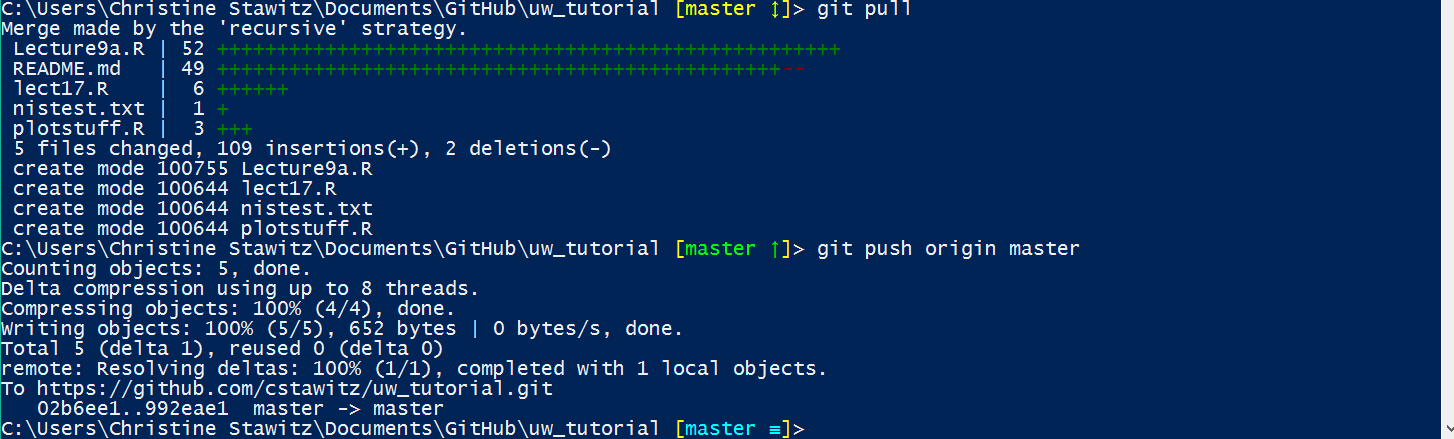 C:\Users\Christine Stawitz\Documents\GitHub\uw_tutorial [master ↕]> git pull
Merge made by the 'recursive' strategy.
 Lecture9a.R | 52 ++++++++++++++++++++++++++++++++++++++++++++++++++++
 README.md   | 49 +++++++++++++++++++++++++++++++++++++++++++++++--
 lect17.R    |  6 ++++++
 nistest.txt |  1 +
 plotstuff.R |  3 +++
 5 files changed, 109 insertions(+), 2 deletions(-)
 create mode 100755 Lecture9a.R
 create mode 100644 lect17.R
 create mode 100644 nistest.txt
 create mode 100644 plotstuff.R
C:\Users\Christine Stawitz\Documents\GitHub\uw_tutorial [master ↑]> git push origin master
Counting objects: 5, done.
Delta compression using up to 8 threads.
Compressing objects: 100% (4/4), done.
Writing objects: 100% (5/5), 652 bytes | 0 bytes/s, done.
Total 5 (delta 1), reused 0 (delta 0)
remote: Resolving deltas: 100% (1/1), completed with 1 local objects.
To https://github.com/cstawitz/uw_tutorial.git
   02b6ee1..992eae1  master -> master
C:\Users\Christine Stawitz\Documents\GitHub\uw_tutorial [master ≡]>